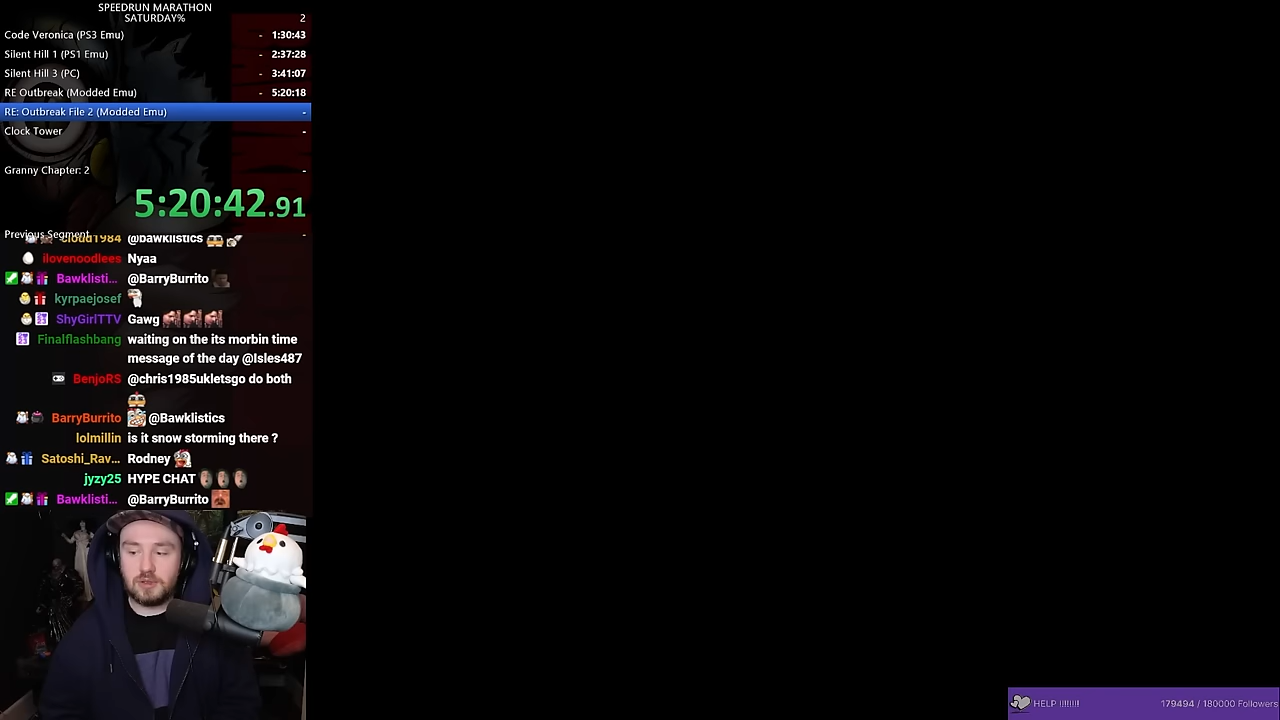 SPEEDRUN MARATHON
SATURDAY%
2
Code Veronica (PS3 Emu) - 1:30:43
Silent Hill 1 (PS1 Emu) - 2:37:28
Silent Hill 3 (PC) - 3:41:07
RE Outbreak (Modded Emu) - 5:20:18
RE: Outbreak File 2 (Modded Emu) -
Clock Tower -
Granny Chapter: 2 -
5:20:42.91
Previous Segment -
cloud1984 @bawklistics
ilovenoodlees Nyaa
Bawklisti... @BarryBurrito
kyrpaejosef
ShyGirlTTV Gawg
Finalflashbang waiting on the its morbin time
message of the day @Isles487
BenjoRS @chris1985ukletsgo do both
BarryBurrito @Bawklistics
lolmillin is it snow storming there ?
Satoshi_Rav... Rodney
jyzy25 HYPE CHAT
Bawklisti... @BarryBurrito
HELP !!!!!!! 179494 / 180000 Followers